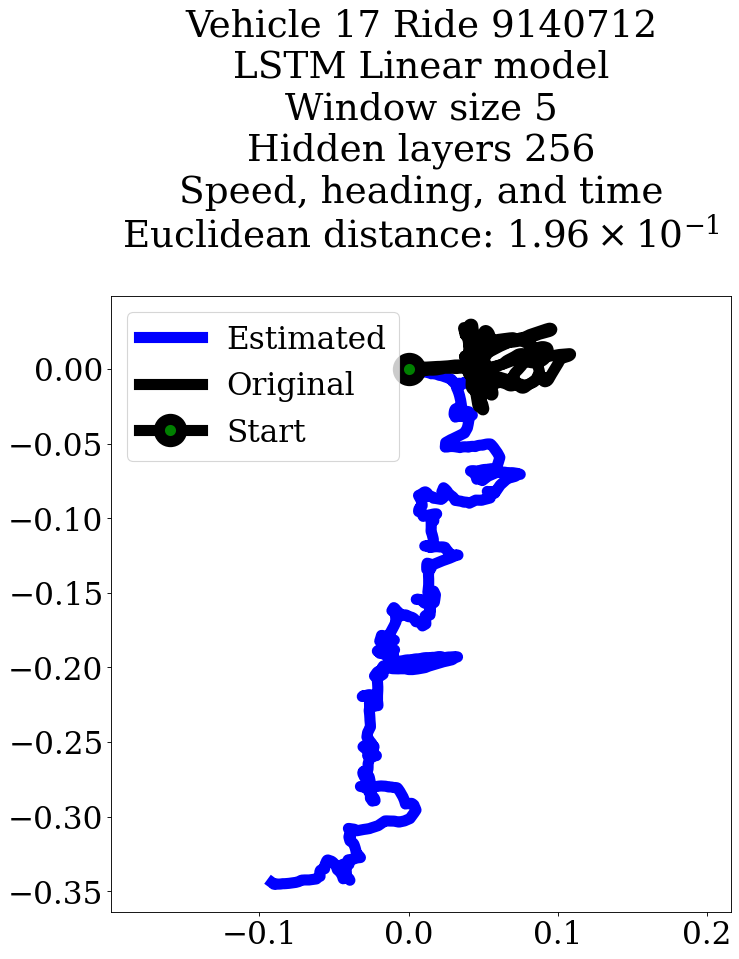 Vehicle 17 Ride 9140712
LSTM Linear model
Window size 5
Hidden layers 256
Speed, heading, and time
Euclidean distance: 1.96 × 10⁻¹
Estimated
Original
Start
0.00
−0.05
−0.10
−0.15
−0.20
−0.25
−0.30
−0.35
−0.1 0.0 0.1 0.2